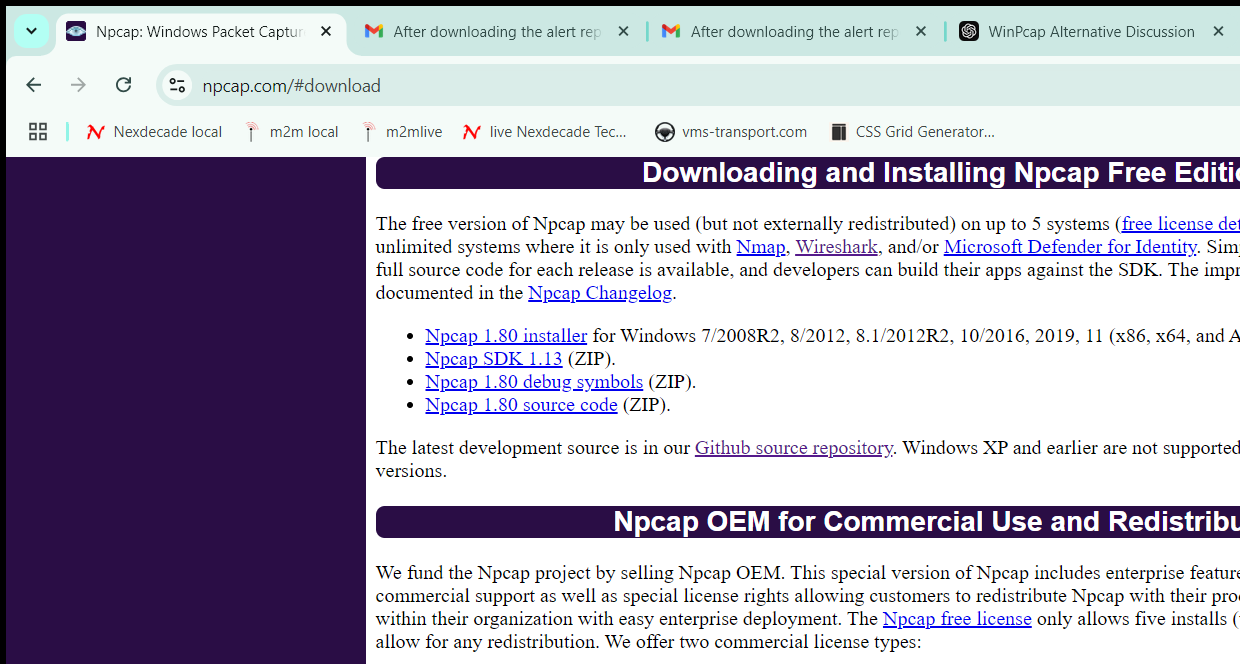 Npcap: Windows Packet Captur
After downloading the alert rep
After downloading the alert rep
WinPcap Alternative Discussion
npcap.com/#download
Nexdecade local
m2m local
m2mlive
live Nexdecade Tec...
vms-transport.com
CSS Grid Generator...
Downloading and Installing Npcap Free Editi
The free version of Npcap may be used (but not externally redistributed) on up to 5 systems (free license det
unlimited systems where it is only used with Nmap, Wireshark, and/or Microsoft Defender for Identity. Simp
full source code for each release is available, and developers can build their apps against the SDK. The impr
documented in the Npcap Changelog.
• Npcap 1.80 installer for Windows 7/2008R2, 8/2012, 8.1/2012R2, 10/2016, 2019, 11 (x86, x64, and A
• Npcap SDK 1.13 (ZIP).
• Npcap 1.80 debug symbols (ZIP).
• Npcap 1.80 source code (ZIP).
The latest development source is in our Github source repository. Windows XP and earlier are not supported
versions.
Npcap OEM for Commercial Use and Redistribu
We fund the Npcap project by selling Npcap OEM. This special version of Npcap includes enterprise feature
commercial support as well as special license rights allowing customers to redistribute Npcap with their pro
within their organization with easy enterprise deployment. The Npcap free license only allows five installs (
allow for any redistribution. We offer two commercial license types: